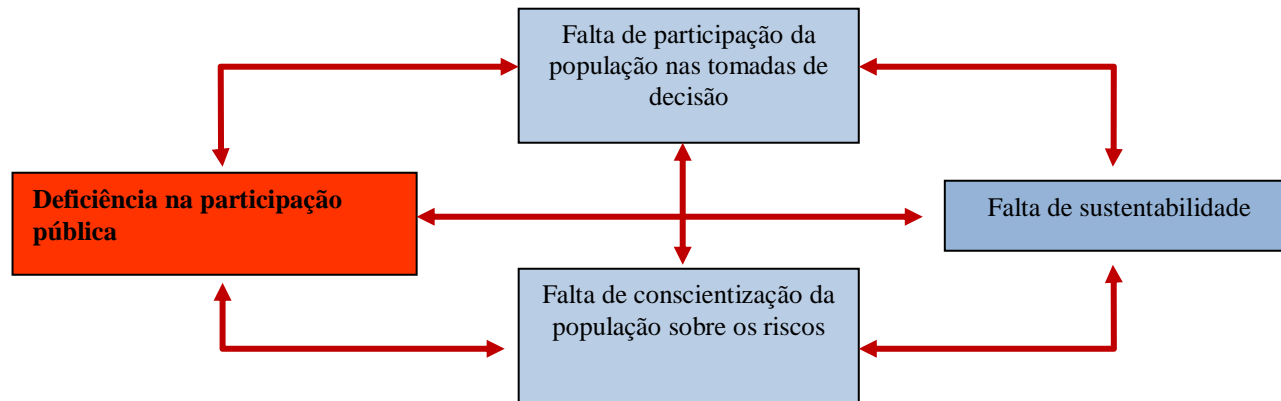 Falta de participação da
população nas tomadas de
decisão
Deficiência na participação
pública
Falta de sustentabilidade
Falta de conscientização da
população sobre os riscos